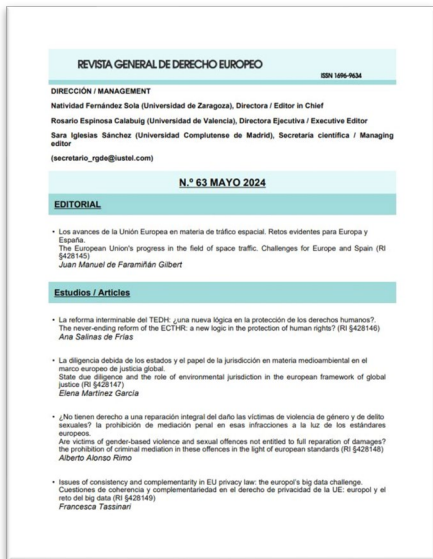 REVISTA GENERAL DE DERECHO EUROPEO
ISSN 1696-9634
DIRECCIÓN / MANAGEMENT
Natividad Fernández Sola (Universidad de Zaragoza), Directora / Editor in Chief
Rosario Espinosa Calabuig (Universidad de Valencia), Directora Ejecutiva / Executive Editor
Sara Iglesias Sánchez (Universidad Complutense de Madrid), Secretaria científica / Managing
editor
(secretario_rgde@iustel.com)
N.º 63 MAYO 2024
EDITORIAL
• Los avances de la Unión Europea en materia de tráfico espacial. Retos evidentes para Europa y
España.
The European Union's progress in the field of space traffic. Challenges for Europe and Spain (RI
§428145)
Juan Manuel de Faramiñán Gilbert
Estudios / Articles
• La reforma interminable del TEDH: ¿una nueva lógica en la protección de los derechos humanos?.
The never-ending reform of the ECTHR: a new logic in the protection of human rights? (RI §428146)
Ana Salinas de Frias
• La diligencia debida de los estados y el papel de la jurisdicción en materia medioambiental en el
marco europeo de justicia global.
State due diligence and the role of environmental jurisdiction in the european framework of global
justice (RI §428147)
Elena Martínez García
• ¿No tienen derecho a una reparación integral del daño las víctimas de violencia de género y de delito
sexuales? la prohibición de mediación penal en esas infracciones a la luz de los estándares
europeos.
Are victims of gender-based violence and sexual offences not entitled to full reparation of damages?
the prohibition of criminal mediation in these offences in the light of european standards (RI §428148)
Alberto Alonso Rimo
• Issues of consistency and complementarity in EU privacy law: the europol's big data challenge.
Cuestiones de coherencia y complementariedad en el derecho de privacidad de la UE: europol y el
reto del big data (RI §428149)
Francesca Tassinari